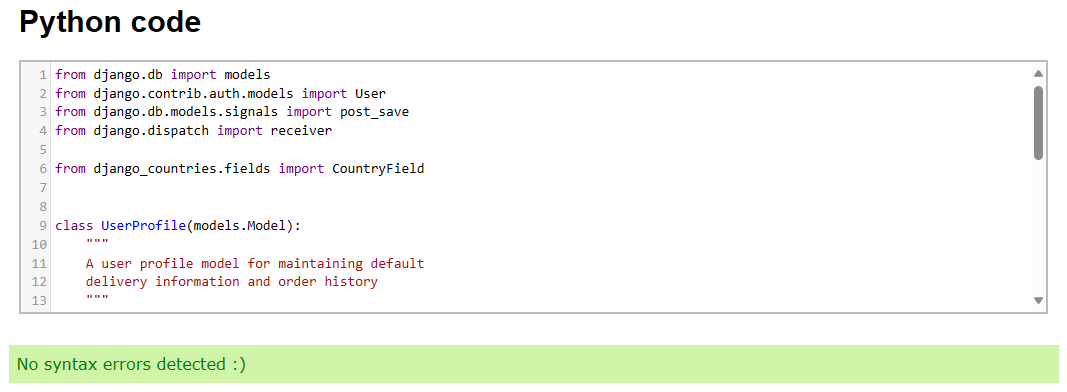 Python code
1 from django.db import models
2 from django.contrib.auth.models import User
3 from django.db.models.signals import post_save
4 from django.dispatch import receiver
5
6 from django_countries.fields import CountryField
7
8
9 class UserProfile(models.Model):
10     """
11     A user profile model for maintaining default
12     delivery information and order history
13     """
No syntax errors detected :)